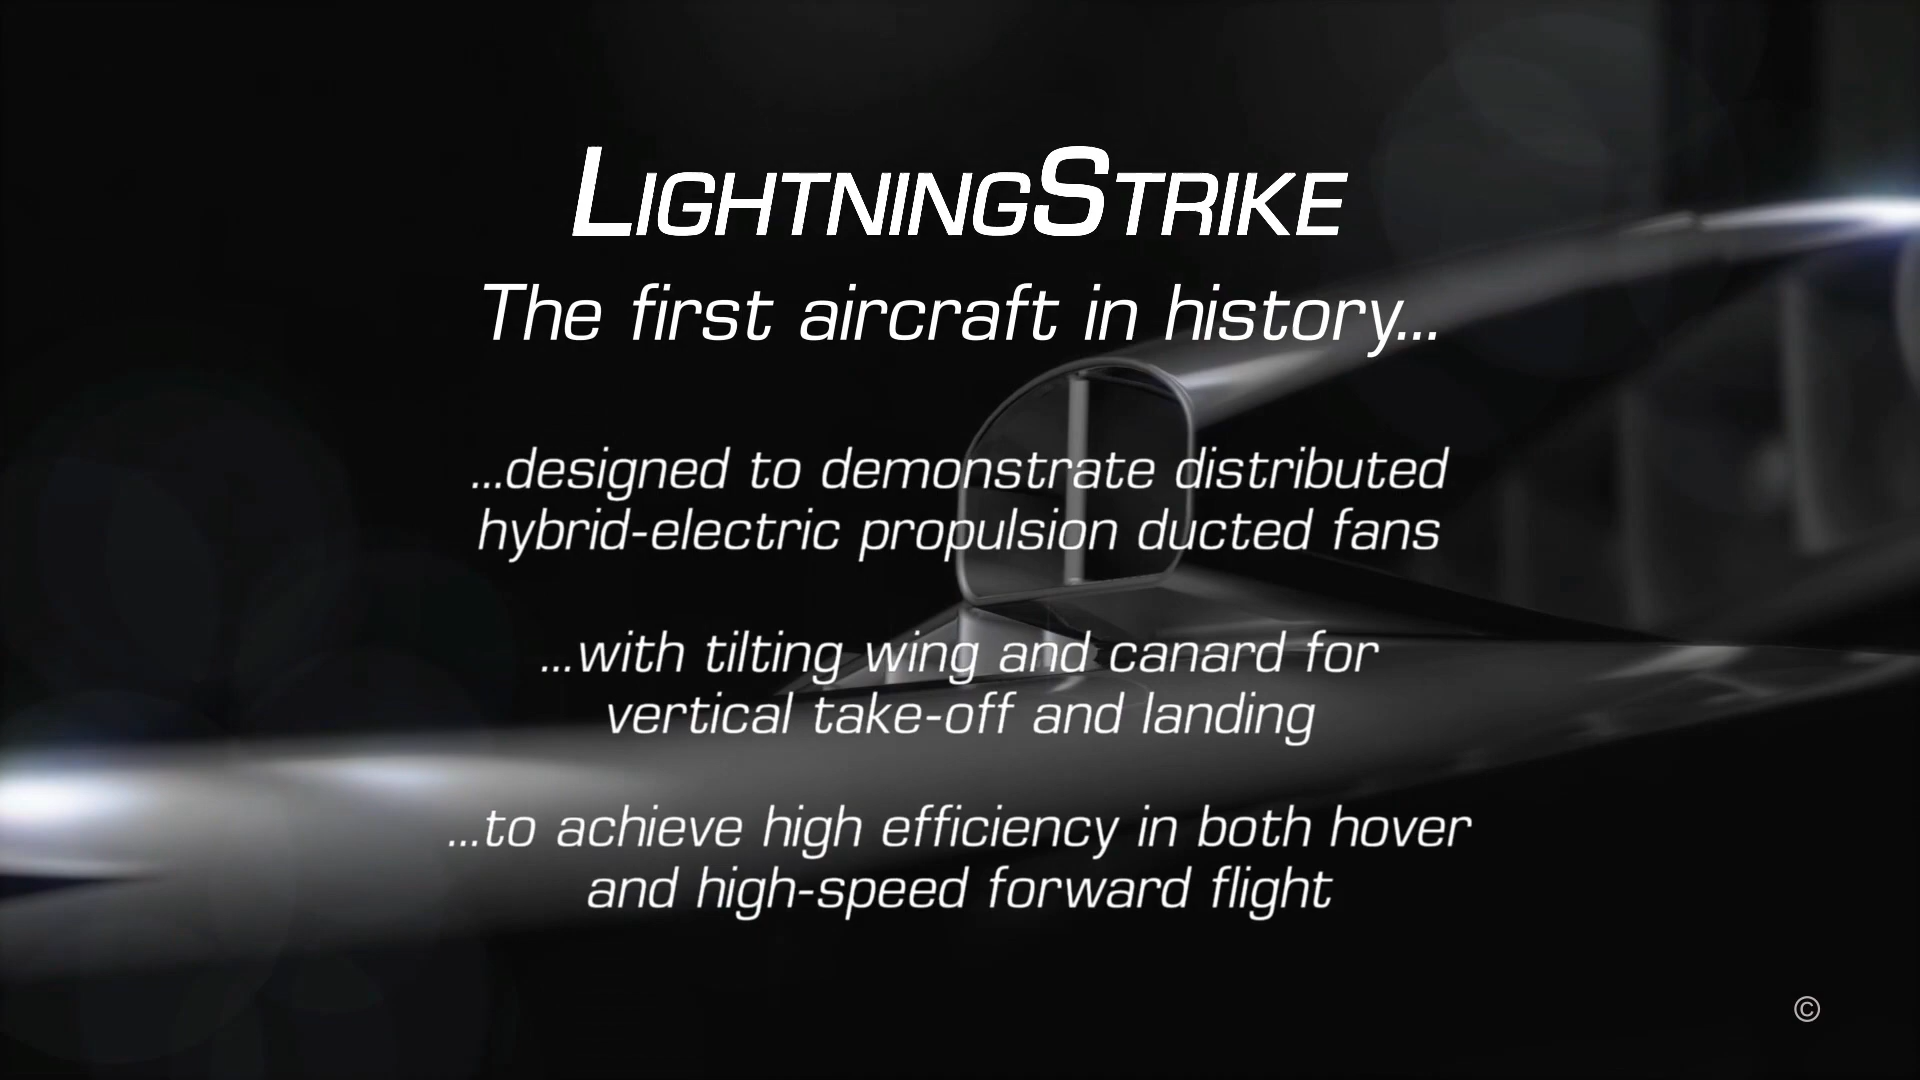 LIGHTNINGSTRIKE
The first aircraft in history...
...designed to demonstrate distributed
hybrid-electric propulsion ducted fans
...with tilting wing and canard for
vertical take-off and landing
...to achieve high efficiency in both hover
and high-speed forward flight
©